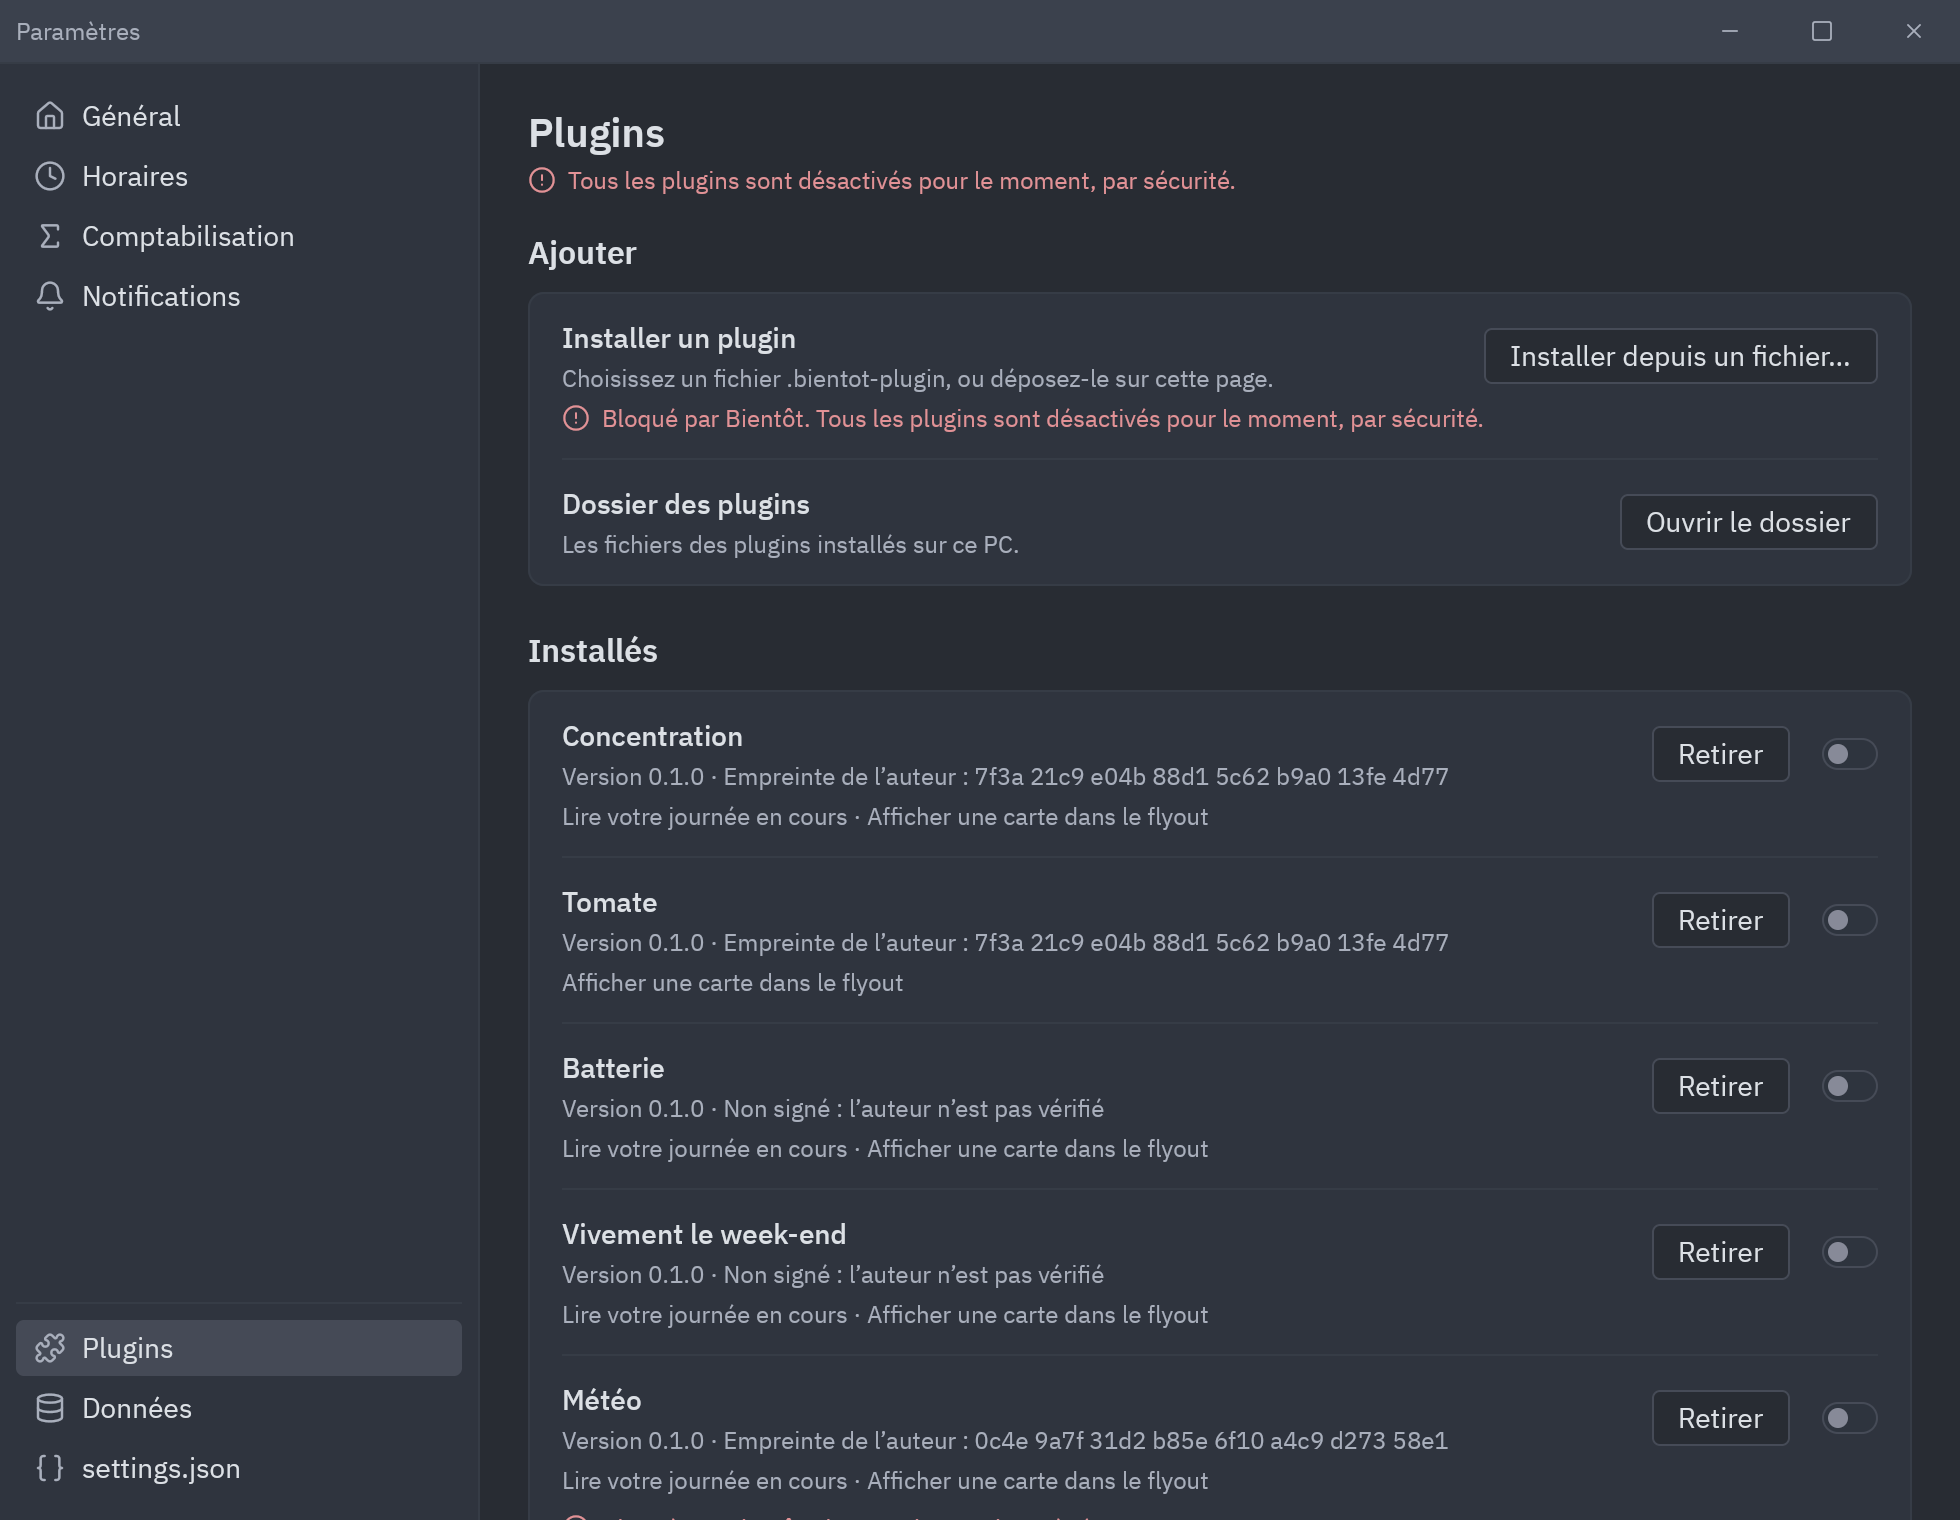 Paramètres
Général
Horaires
Comptabilisation
Notifications
Plugins
Données
settings.json
Plugins
Tous les plugins sont désactivés pour le moment, par sécurité.
Ajouter
Installer un plugin
Choisissez un fichier .bientot-plugin, ou déposez-le sur cette page.
Bloqué par Bientôt. Tous les plugins sont désactivés pour le moment, par sécurité.
Installer depuis un fichier…
Dossier des plugins
Les fichiers des plugins installés sur ce PC.
Ouvrir le dossier
Installés
Concentration
Version 0.1.0 · Empreinte de l’auteur : 7f3a 21c9 e04b 88d1 5c62 b9a0 13fe 4d77
Lire votre journée en cours · Afficher une carte dans le flyout
Retirer
Tomate
Version 0.1.0 · Empreinte de l’auteur : 7f3a 21c9 e04b 88d1 5c62 b9a0 13fe 4d77
Afficher une carte dans le flyout
Retirer
Batterie
Version 0.1.0 · Non signé : l’auteur n’est pas vérifié
Lire votre journée en cours · Afficher une carte dans le flyout
Retirer
Vivement le week-end
Version 0.1.0 · Non signé : l’auteur n’est pas vérifié
Lire votre journée en cours · Afficher une carte dans le flyout
Retirer
Météo
Version 0.1.0 · Empreinte de l’auteur : 0c4e 9a7f 31d2 b85e 6f10 a4c9 d273 58e1
Lire votre journée en cours · Afficher une carte dans le flyout
Retirer